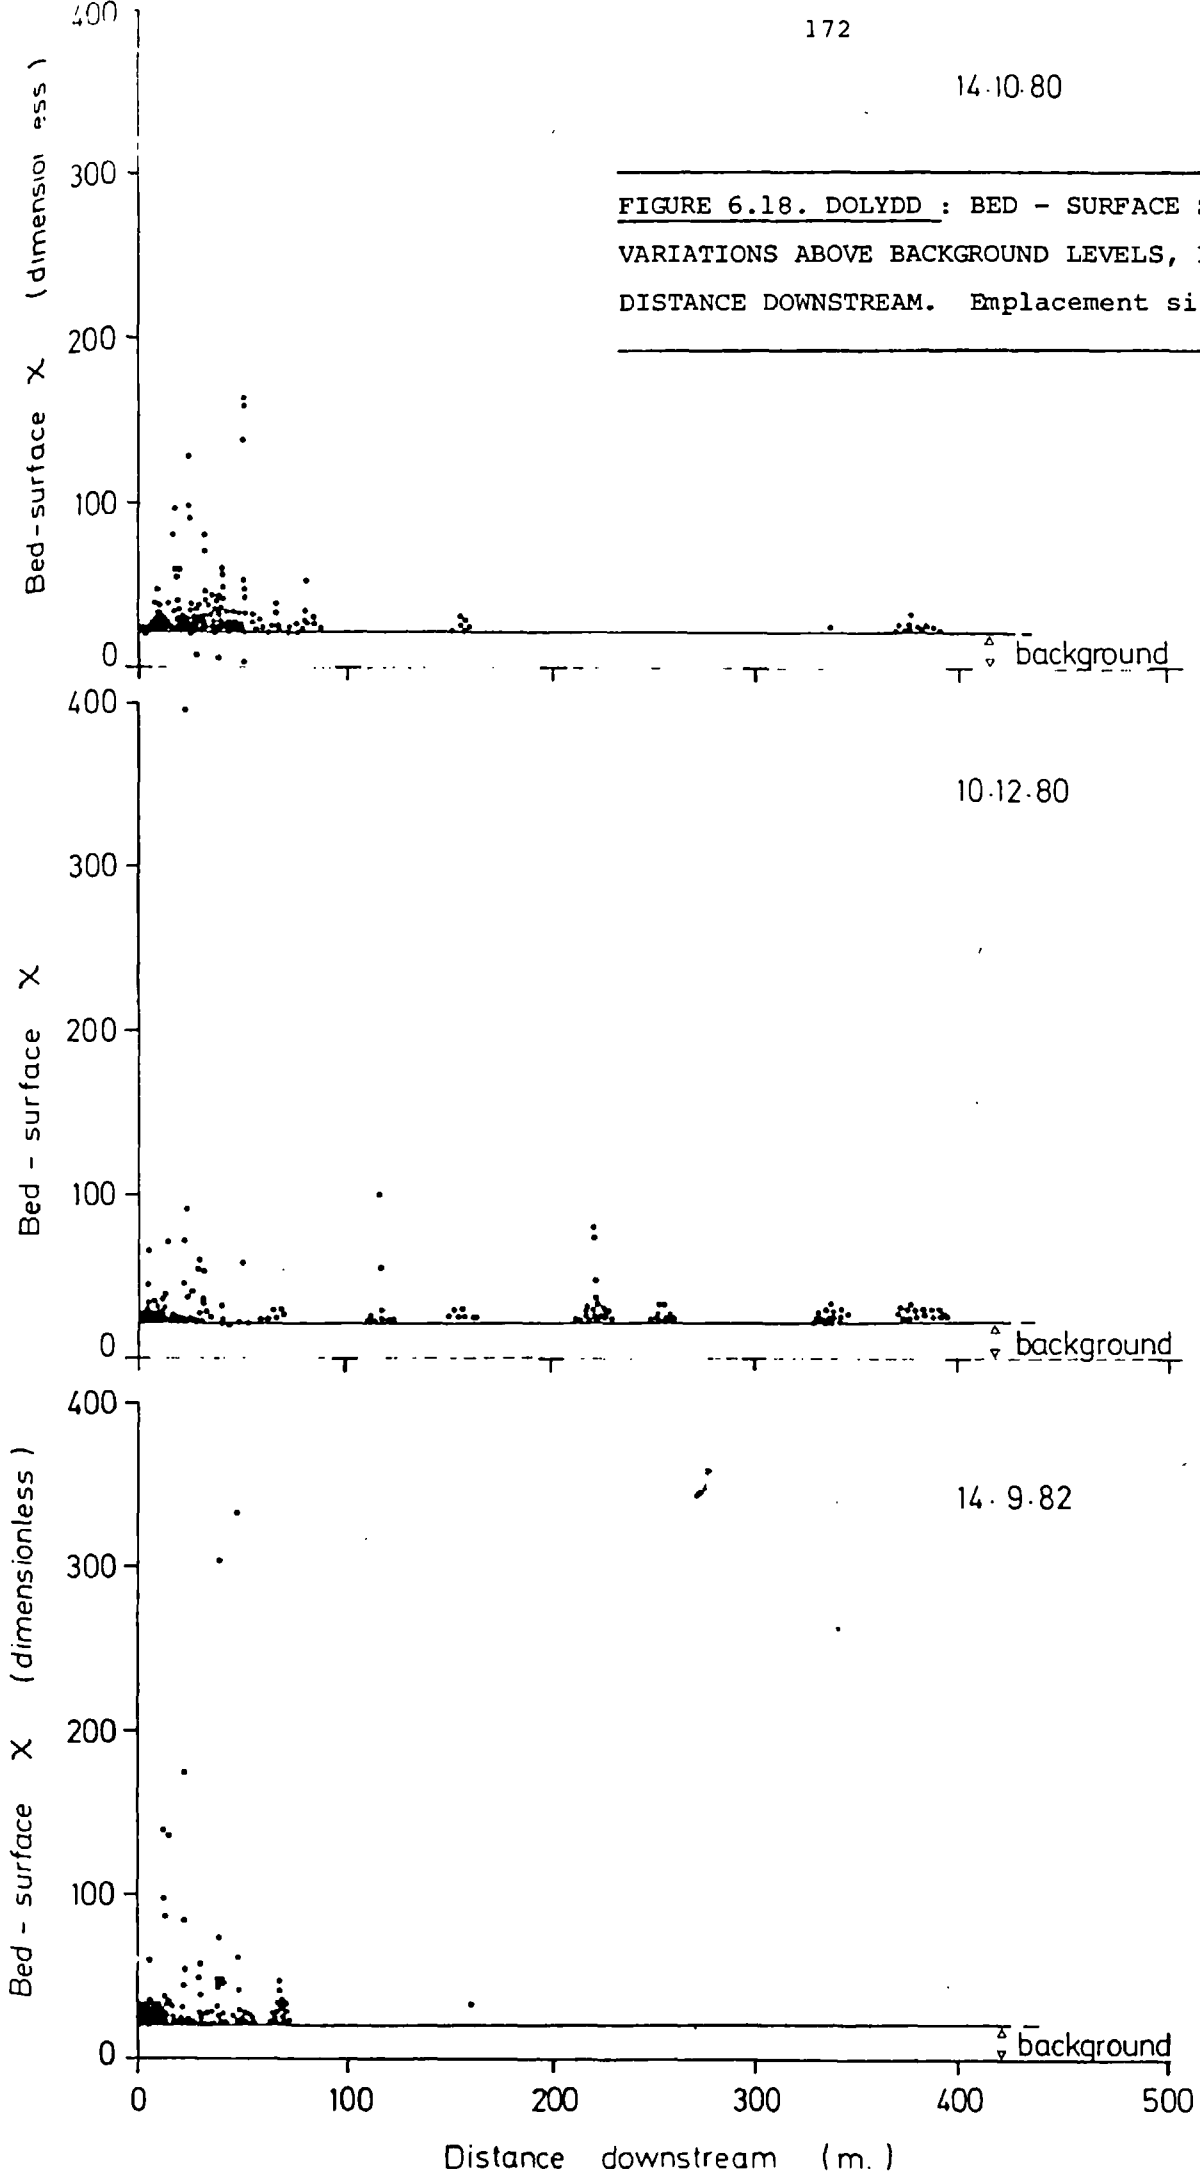 172
14.10.80
FIGURE 6.18. DOLYDD : BED - SURFACE
VARIATIONS ABOVE BACKGROUND LEVELS,
DISTANCE DOWNSTREAM. Emplacement si
Bed-surface χ (dimensionless)
400
300
200
100
0
background
10.12.80
Bed - surface χ
400
300
200
100
0
background
14.9.82
Bed - surface χ (dimensionless)
400
300
200
100
0
background
0 100 200 300 400 500
Distance downstream (m.)